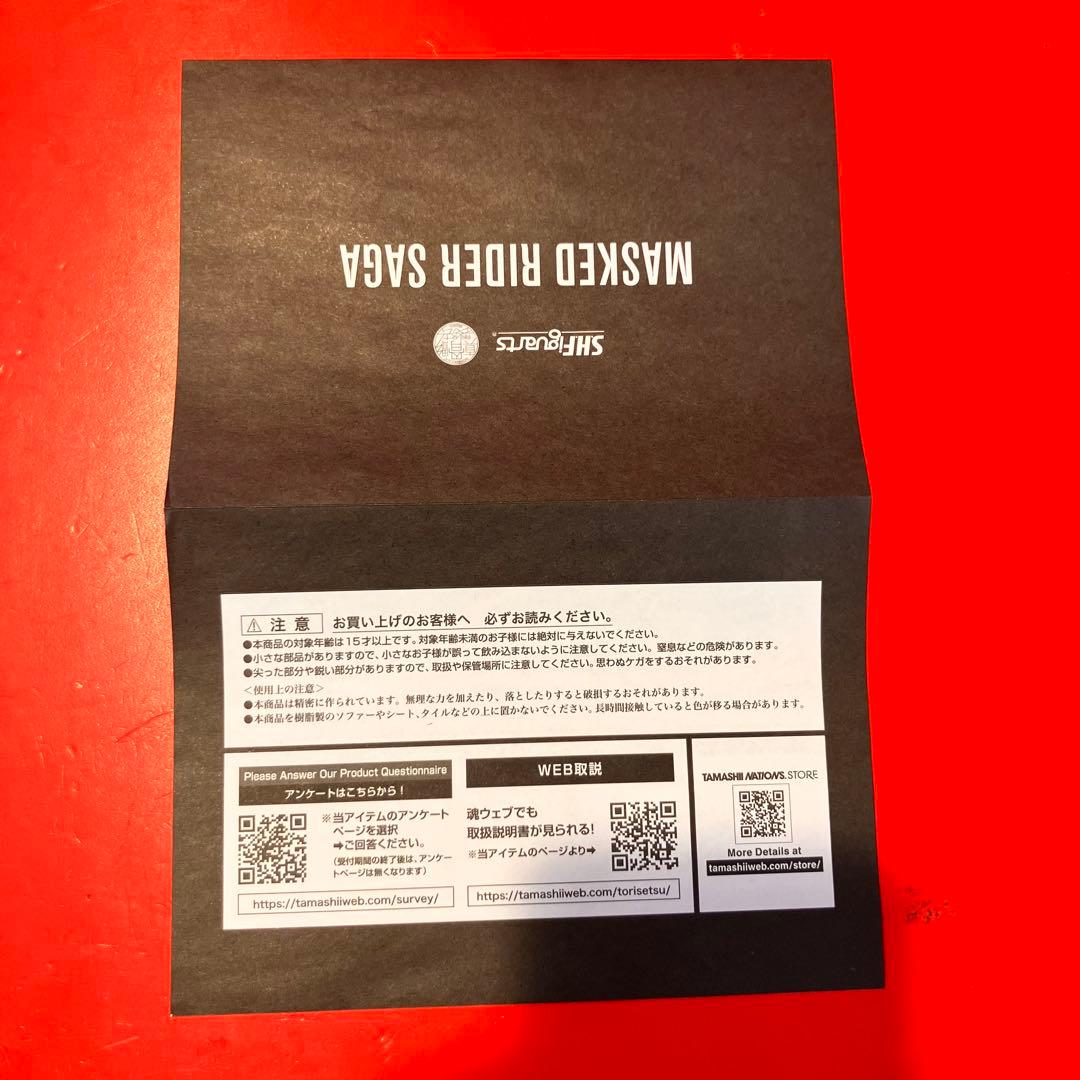 MASKED RIDER SAGA
S.H.Figuarts
⚠ 注意 お買い上げのお客様へ 必ずお読みください。
●本商品の対象年齢は15才以上です。対象年齢未満のお子様には絶対に与えないでください。
●小さな部品がありますので、小さなお子様が誤って飲み込まないように注意してください。窒息などの危険があります。
●尖った部分や鋭い部分がありますので、取扱や保管場所に注意してください。思わぬケガをするおそれがあります。
＜使用上の注意＞
●本商品は精密に作られています。無理な力を加えたり、落としたりすると破損するおそれがあります。
●本商品を樹脂製のソファーやシート、タイルなどの上に置かないでください。長時間接触していると色が移る場合があります。
Please Answer Our Product Questionnaire
アンケートはこちらから！
※当アイテムのアンケート
ページを選択
➡ご回答ください。
（受付期間の終了後は、アンケー
トページは無くなります）
https://tamashiiweb.com/survey/
WEB取説
魂ウェブでも
取扱説明書が見られる!
※当アイテムのページより➡
https://tamashiiweb.com/torisetsu/
TAMASHII NATIONS.STORE
More Details at
tamashiiweb.com/store/